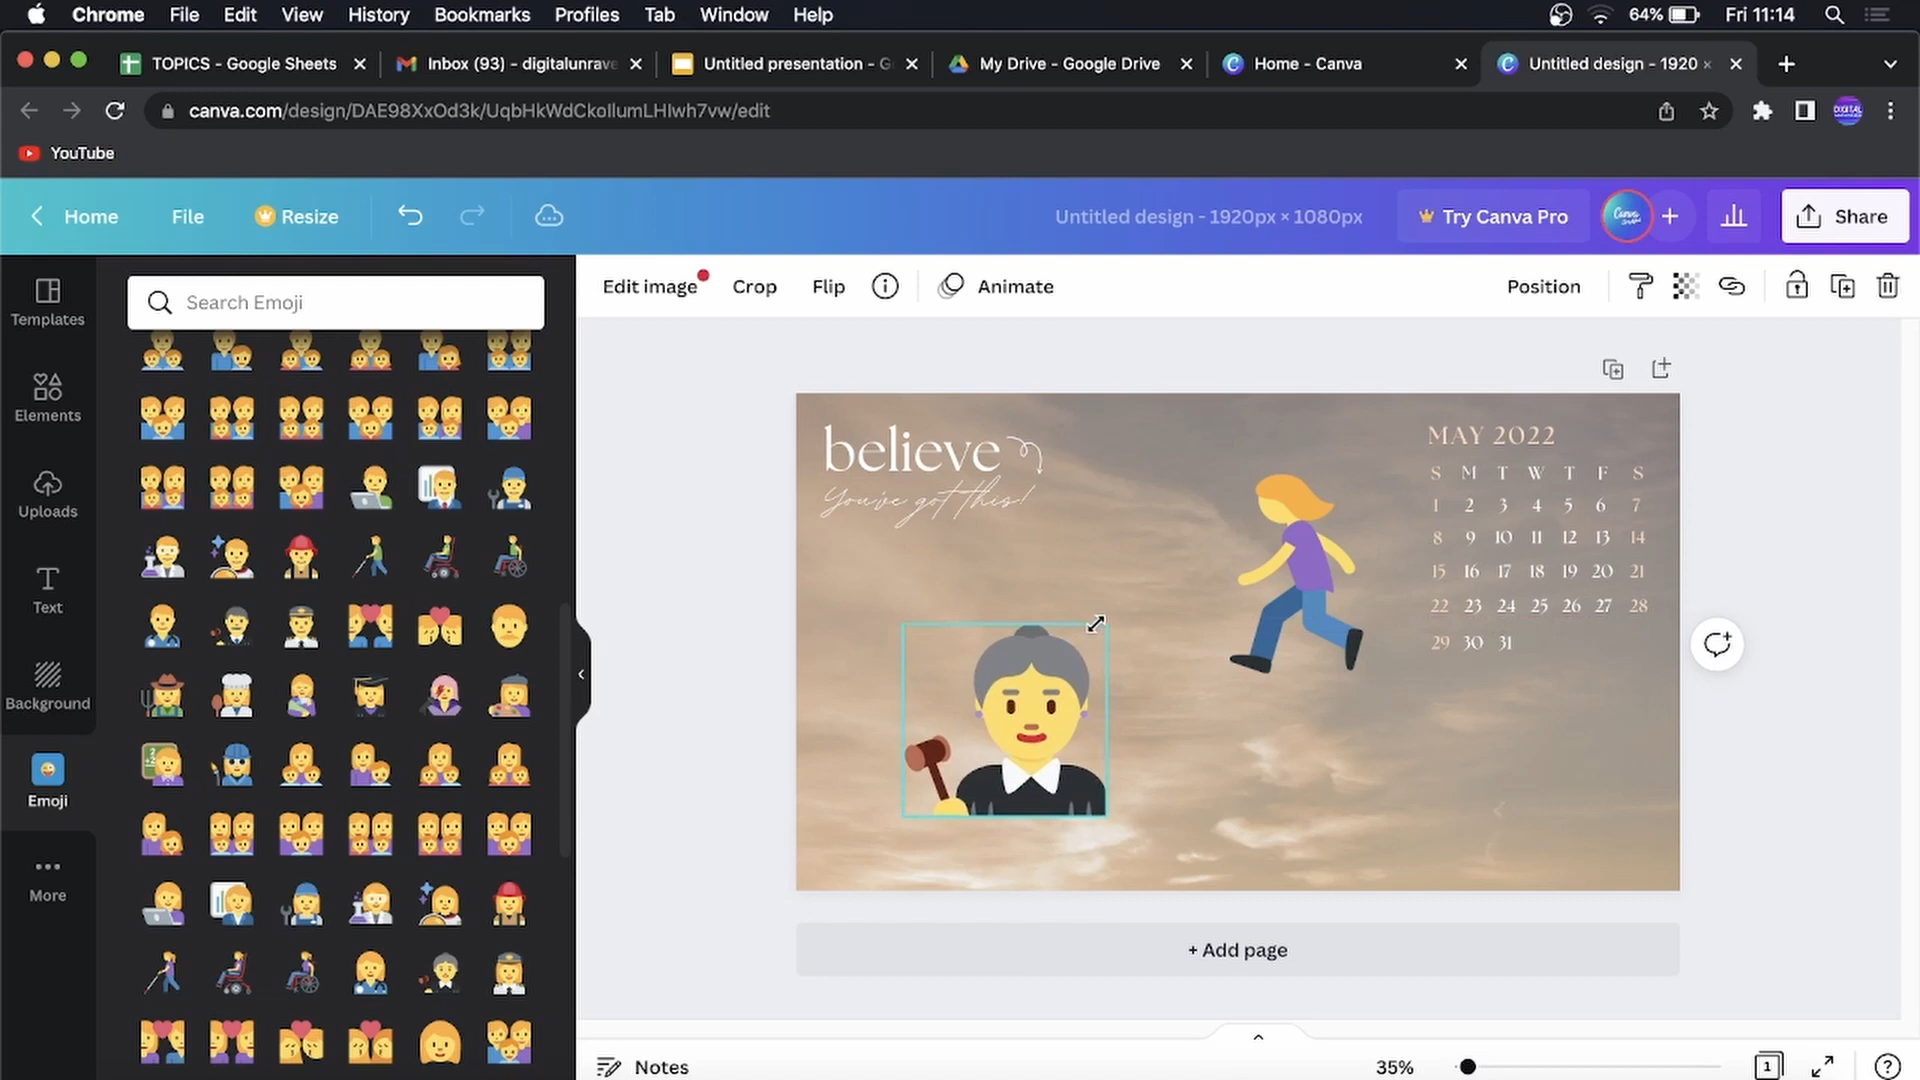 Chrome File Edit View History Bookmarks Profiles Tab Window Help 64% Fri 11:14
TOPICS - Google Sheets Inbox (93) - digitalunrave Untitled presentation - G My Drive - Google Drive Home - Canva Untitled design - 1920
canva.com/design/DAE98XxOd3k/UqbHkWdCkoIlumLHIwh7vw/edit
YouTube
Home File Resize Untitled design - 1920px × 1080px Try Canva Pro Share
Edit image Crop Flip Animate Position
Search Emoji
Templates
Elements
Uploads
Text
Background
Emoji
More
believe
you've got this!
MAY 2022
S M T W T F S
1 2 3 4 5 6 7
8 9 10 11 12 13 14
15 16 17 18 19 20 21
22 23 24 25 26 27 28
29 30 31
+ Add page
Notes 35% 1 ?